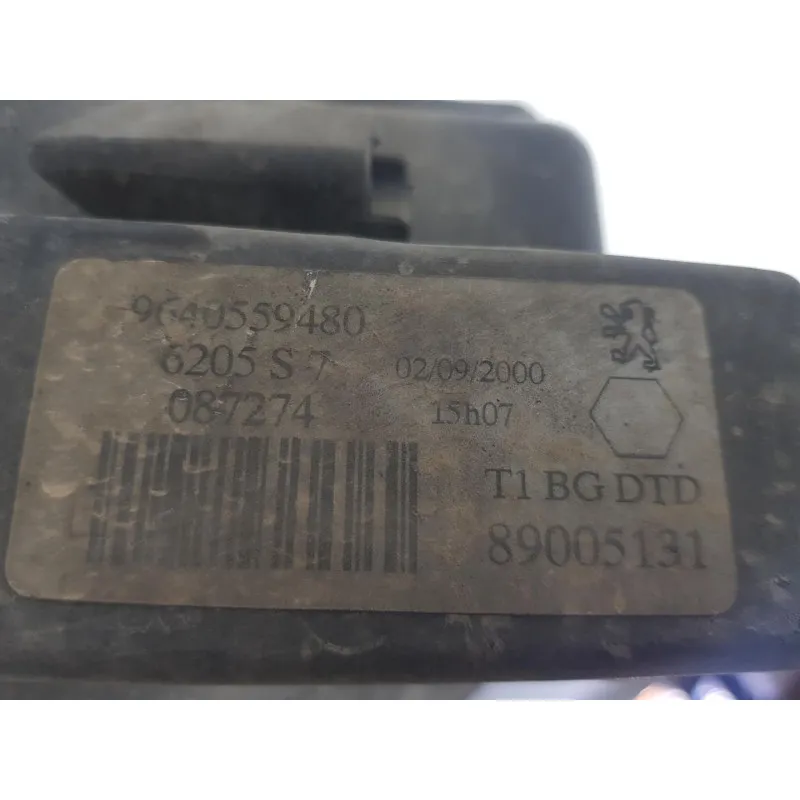 9640559480
6205 S 7 02/09/2000
087274 15h07
T1 BG DTD
89005131